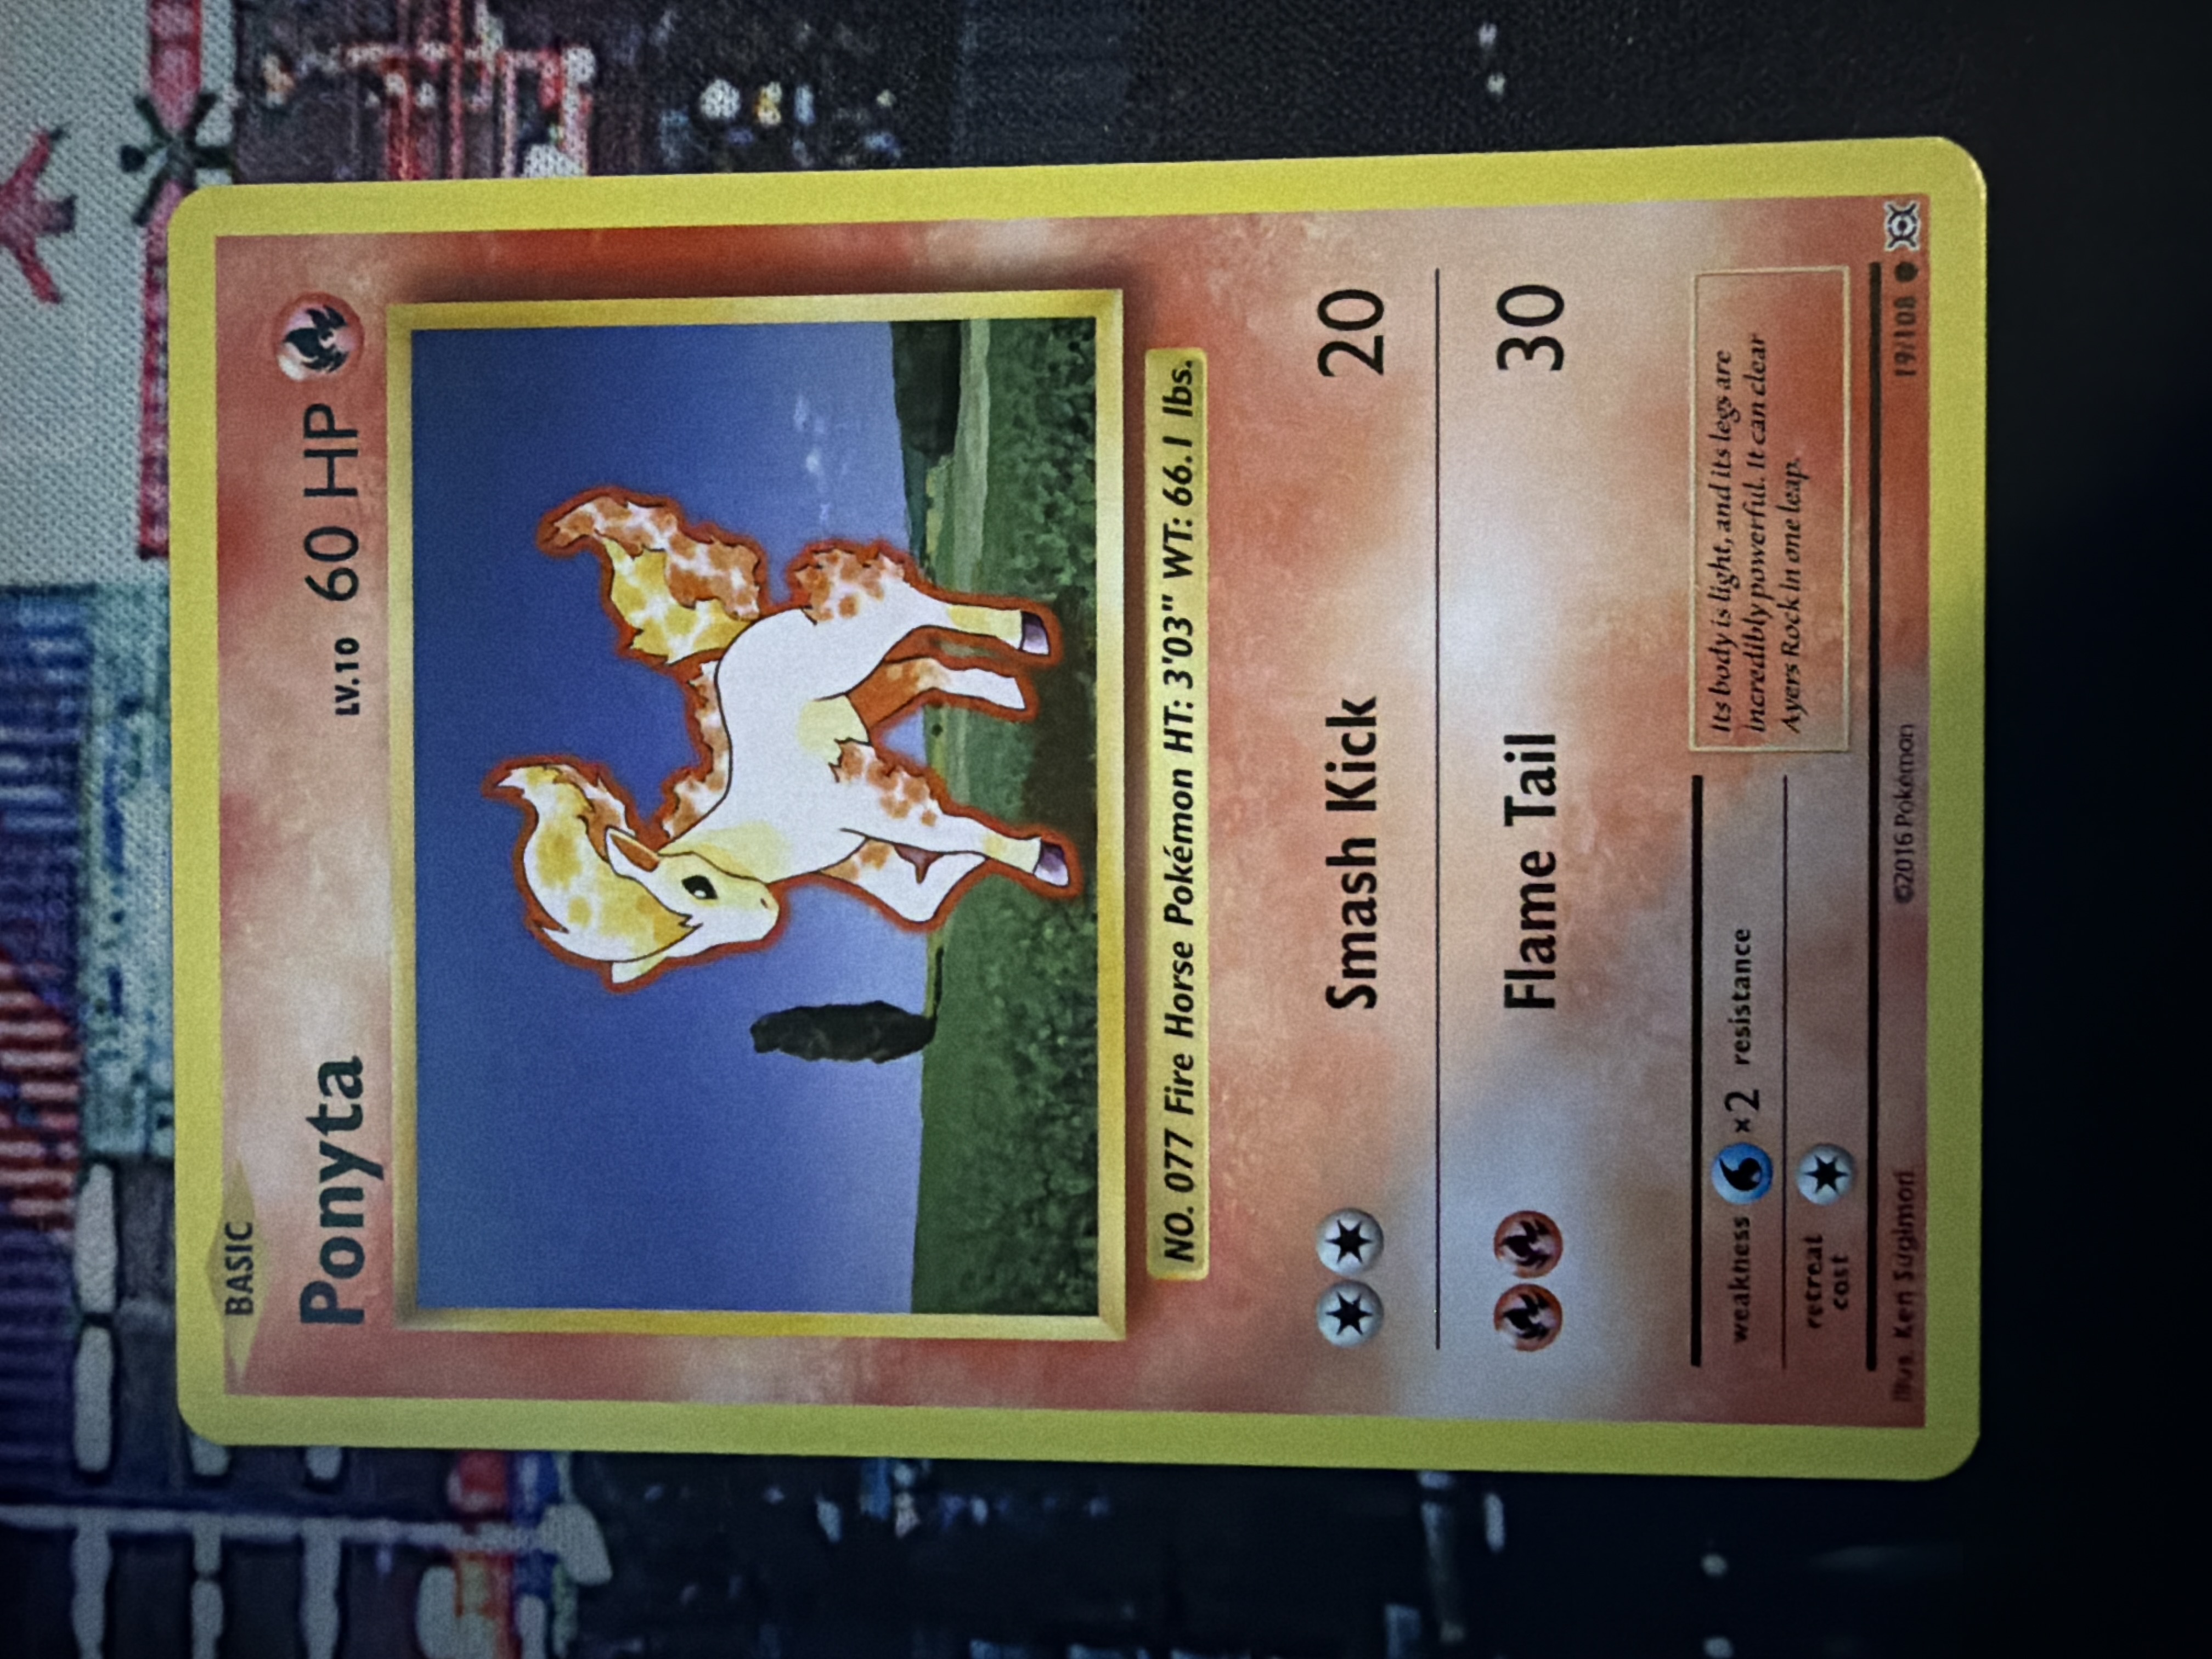 BASIC
Ponyta LV.10 60 HP
NO. 077 Fire Horse Pokémon HT: 3'03" WT: 66.1 lbs.
Smash Kick 20
Flame Tail 30
weakness ×2 resistance
retreat
cost
Its body is light, and its legs are
incredibly powerful. It can clear
Ayers Rock in one leap.
Illus. Ken Sugimori ©2016 Pokémon 19/108